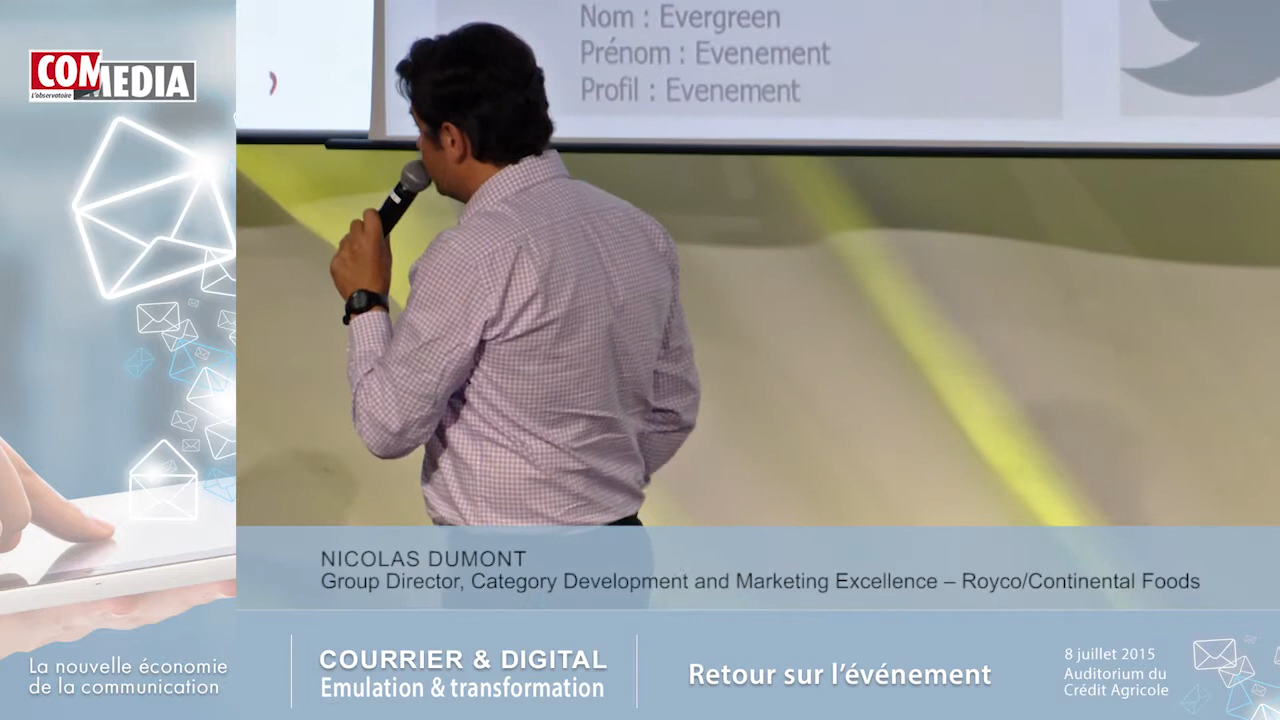 COMMEDIA
L'observatoire
Nom : Evergreen
Prénom : Evenement
Profil : Evenement
NICOLAS DUMONT
Group Director, Category Development and Marketing Excellence – Royco/Continental Foods
La nouvelle économie
de la communication
COURRIER & DIGITAL
Emulation & transformation
Retour sur l'événement
8 juillet 2015
Auditorium du
Crédit Agricole